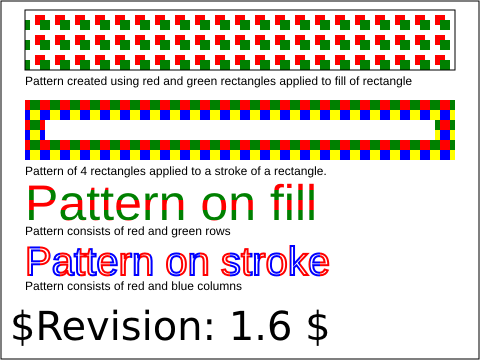 Pattern created using red and green rectangles applied to fill of rectangle
Pattern of 4 rectangles applied to a stroke of a rectangle.
Pattern on fill
Pattern consists of red and green rows
Pattern on stroke
Pattern consists of red and blue columns
$Revision: 1.6 $